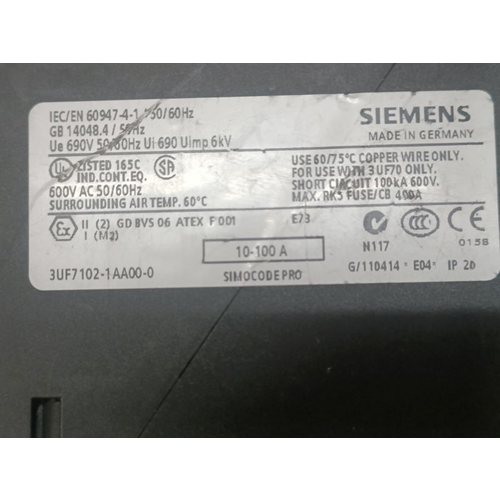 IEC/EN 60947-4-1 /50/60Hz
GB 14048.4 / 50Hz
Ue 690V 50/60Hz Ui 690 Uimp 6kV
SIEMENS
MADE IN GERMANY
UL LISTED 165C
IND.CONT.EQ.
600V AC 50/60Hz
SURROUNDING AIR TEMP. 60°C
USE 60/75°C COPPER WIRE ONLY.
FOR USE WITH 3UF70 ONLY.
SHORT CIRCUIT 100kA 600V.
MAX. RK5 FUSE/CB 400A
II (2) GD BVS 06 ATEX F 001
I (M2)
E73
10-100 A
N117
CCC
CE
0158
3UF7102-1AA00-0
SIMOCODE PRO
G/110414 * E04* IP 20